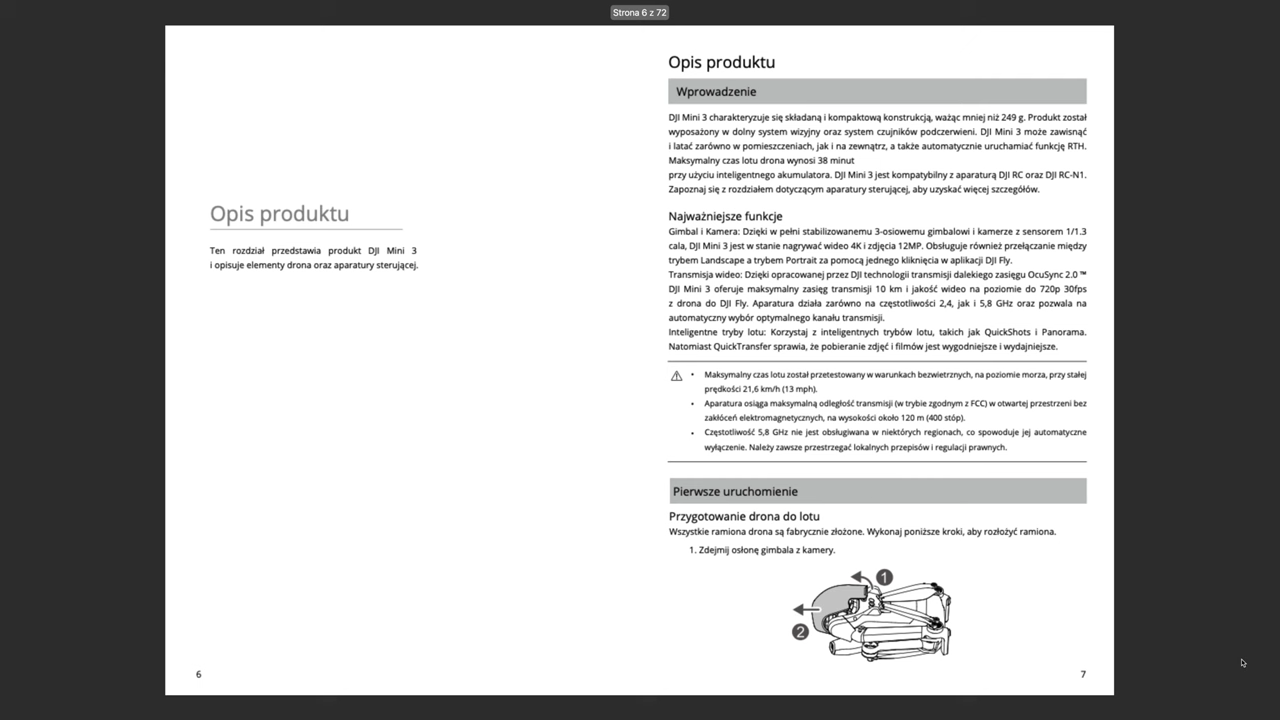 Strona 6 z 72
Opis produktu
Ten rozdział przedstawia produkt DJI Mini 3
i opisuje elementy drona oraz aparatury sterującej.
6
Opis produktu
Wprowadzenie
DJI Mini 3 charakteryzuje się składaną i kompaktową konstrukcją, ważąc mniej niż 249 g. Produkt został
wyposażony w dolny system wizyjny oraz system czujników podczerwieni. DJI Mini 3 może zawisnąć
i latać zarówno w pomieszczeniach, jak i na zewnątrz, a także automatycznie uruchamiać funkcję RTH.
Maksymalny czas lotu drona wynosi 38 minut
przy użyciu inteligentnego akumulatora. DJI Mini 3 jest kompatybilny z aparaturą DJI RC oraz DJI RC-N1.
Zapoznaj się z rozdziałem dotyczącym aparatury sterującej, aby uzyskać więcej szczegółów.
Najważniejsze funkcje
Gimbal i Kamera: Dzięki w pełni stabilizowanemu 3-osiowemu gimbalowi i kamerze z sensorem 1/1.3
cala, DJI Mini 3 jest w stanie nagrywać wideo 4K i zdjęcia 12MP. Obsługuje również przełączanie między
trybem Landscape a trybem Portrait za pomocą jednego kliknięcia w aplikacji DJI Fly.
Transmisja wideo: Dzięki opracowanej przez DJI technologii transmisji dalekiego zasięgu OcuSync 2.0 ™
DJI Mini 3 oferuje maksymalny zasięg transmisji 10 km i jakość wideo na poziomie do 720p 30fps
z drona do DJI Fly. Aparatura działa zarówno na częstotliwości 2,4, jak i 5,8 GHz oraz pozwala na
automatyczny wybór optymalnego kanału transmisji.
Inteligentne tryby lotu: Korzystaj z inteligentnych trybów lotu, takich jak QuickShots i Panorama.
Natomiast QuickTransfer sprawia, że pobieranie zdjęć i filmów jest wygodniejsze i wydajniejsze.
• Maksymalny czas lotu został przetestowany w warunkach bezwietrznych, na poziomie morza, przy stałej
prędkości 21,6 km/h (13 mph).
• Aparatura osiąga maksymalną odległość transmisji (w trybie zgodnym z FCC) w otwartej przestrzeni bez
zakłóceń elektromagnetycznych, na wysokości około 120 m (400 stóp).
• Częstotliwość 5,8 GHz nie jest obsługiwana w niektórych regionach, co spowoduje jej automatyczne
wyłączenie. Należy zawsze przestrzegać lokalnych przepisów i regulacji prawnych.
Pierwsze uruchomienie
Przygotowanie drona do lotu
Wszystkie ramiona drona są fabrycznie złożone. Wykonaj poniższe kroki, aby rozłożyć ramiona.
1. Zdejmij osłonę gimbala z kamery.
1
2
7